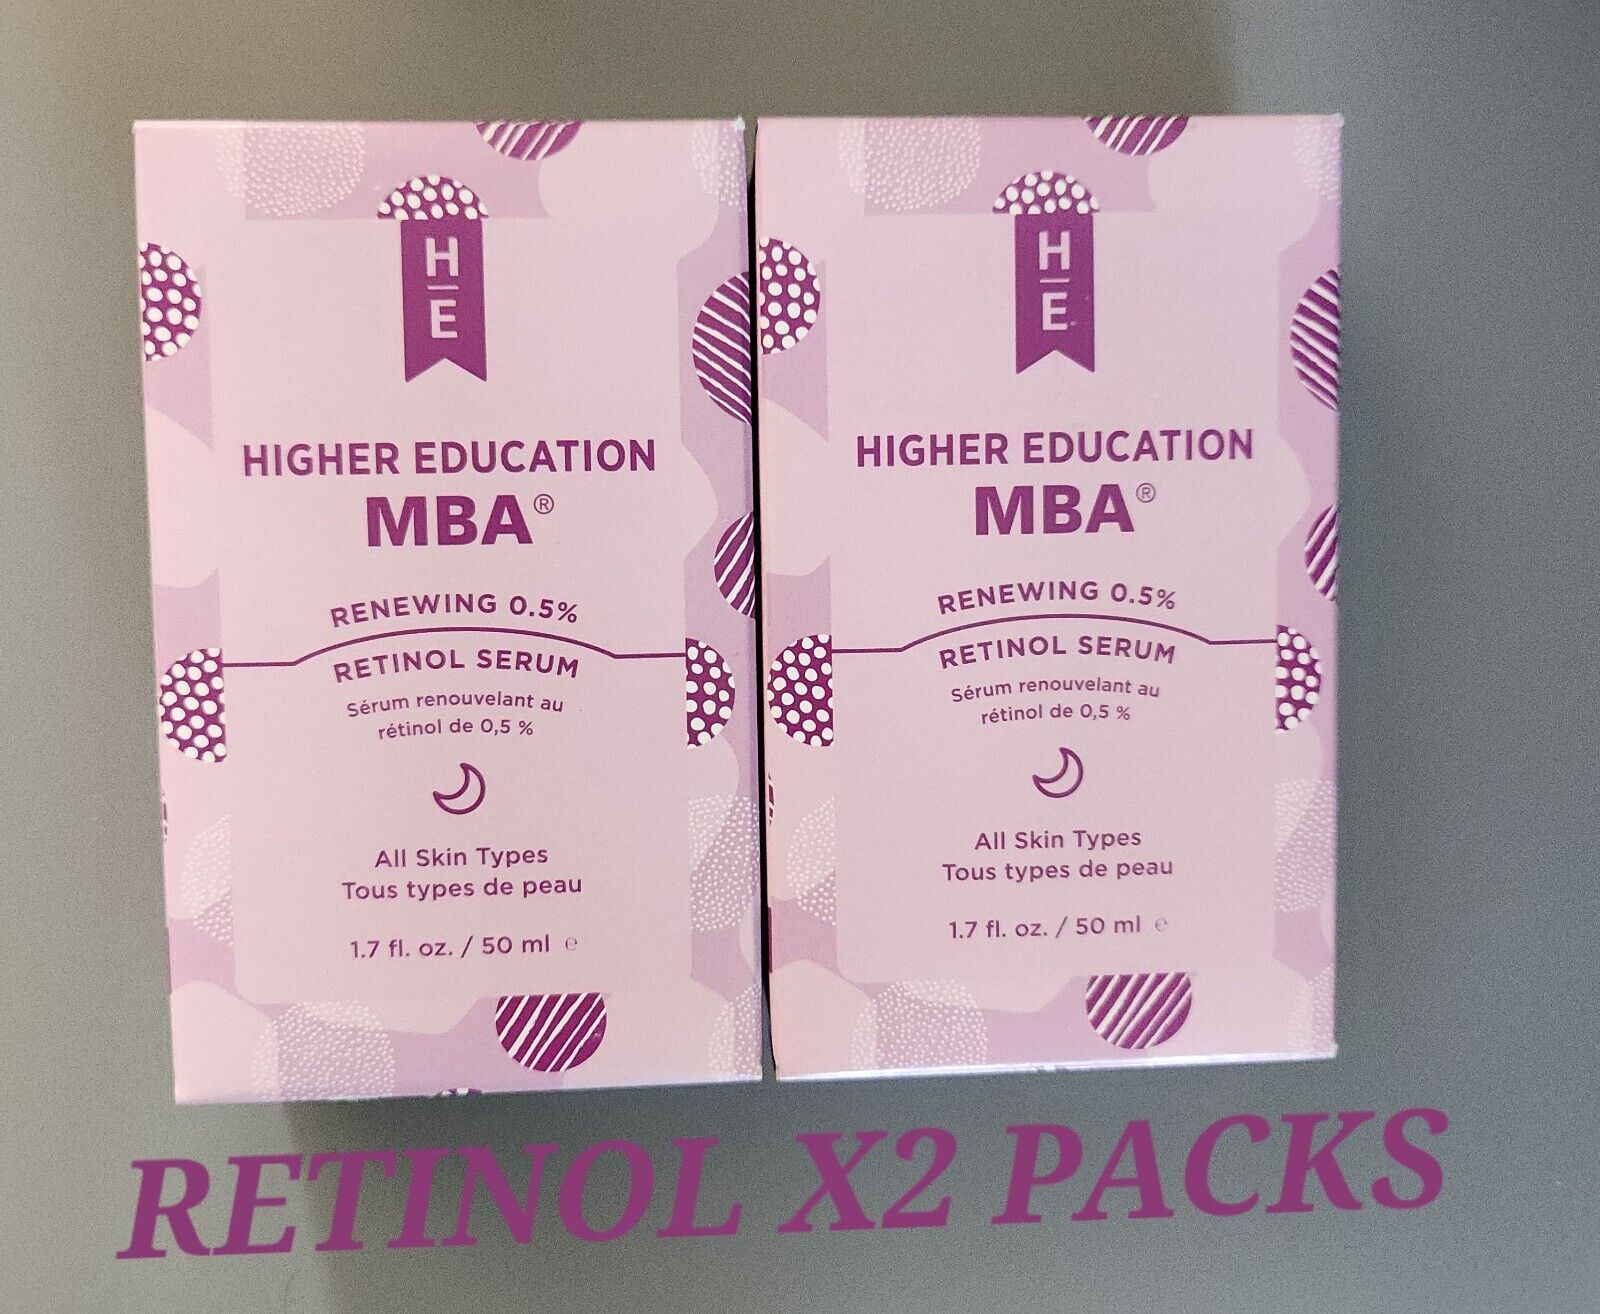 H
E
HIGHER EDUCATION
MBA®
RENEWING 0.5%
RETINOL SERUM
Sérum renouvelant au
rétinol de 0,5 %
All Skin Types
Tous types de peau
1.7 fl. oz. / 50 ml ℮
H
E
HIGHER EDUCATION
MBA®
RENEWING 0.5%
RETINOL SERUM
Sérum renouvelant au
rétinol de 0,5 %
All Skin Types
Tous types de peau
1.7 fl. oz. / 50 ml ℮
RETINOL X2 PACKS